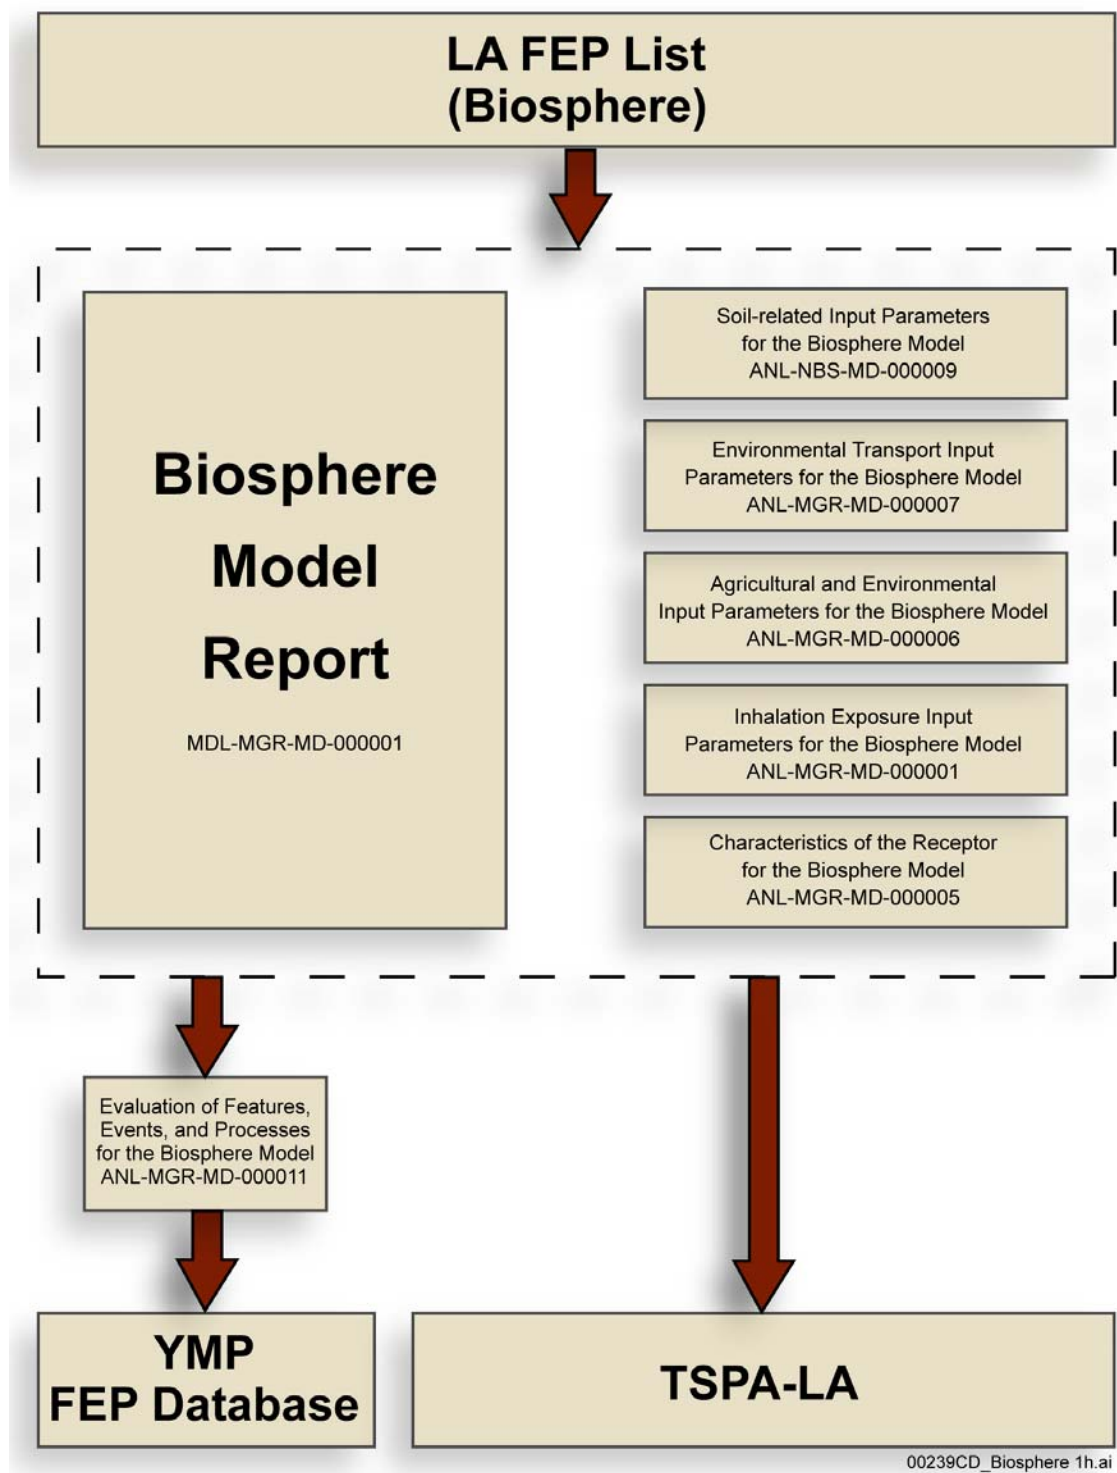 LA FEP List
(Biosphere)
Biosphere
Model
Report
MDL-MGR-MD-000001
Soil-related Input Parameters
for the Biosphere Model
ANL-NBS-MD-000009
Environmental Transport Input
Parameters for the Biosphere Model
ANL-MGR-MD-000007
Agricultural and Environmental
Input Parameters for the Biosphere Model
ANL-MGR-MD-000006
Inhalation Exposure Input
Parameters for the Biosphere Model
ANL-MGR-MD-000001
Characteristics of the Receptor
for the Biosphere Model
ANL-MGR-MD-000005
Evaluation of Features,
Events, and Processes
for the Biosphere Model
ANL-MGR-MD-000011
YMP
FEP Database
TSPA-LA
00239CD_Biosphere 1h.ai